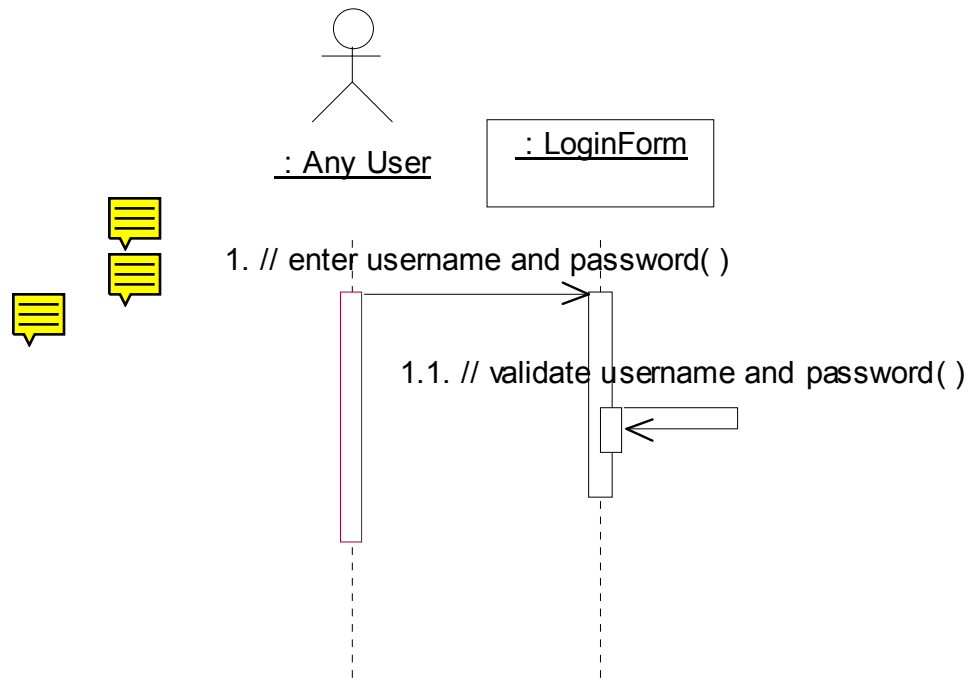 : Any User
: LoginForm
1. // enter username and password( )
1.1. // validate username and password( )